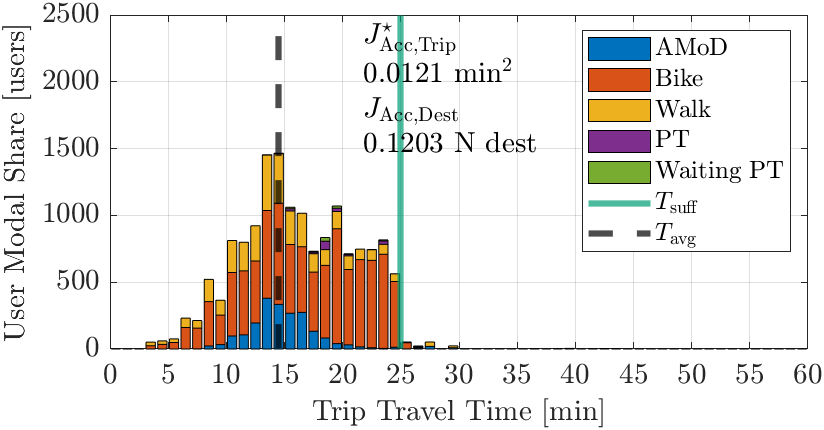 2500
2000
1500
1000
500
0
User Modal Share [users]
J⋆Acc,Trip
0.0121 min²
JAcc,Dest
0.1203 N dest
AMoD
Bike
Walk
PT
Waiting PT
Tsuff
Tavg
0 5 10 15 20 25 30 35 40 45 50 55 60
Trip Travel Time [min]